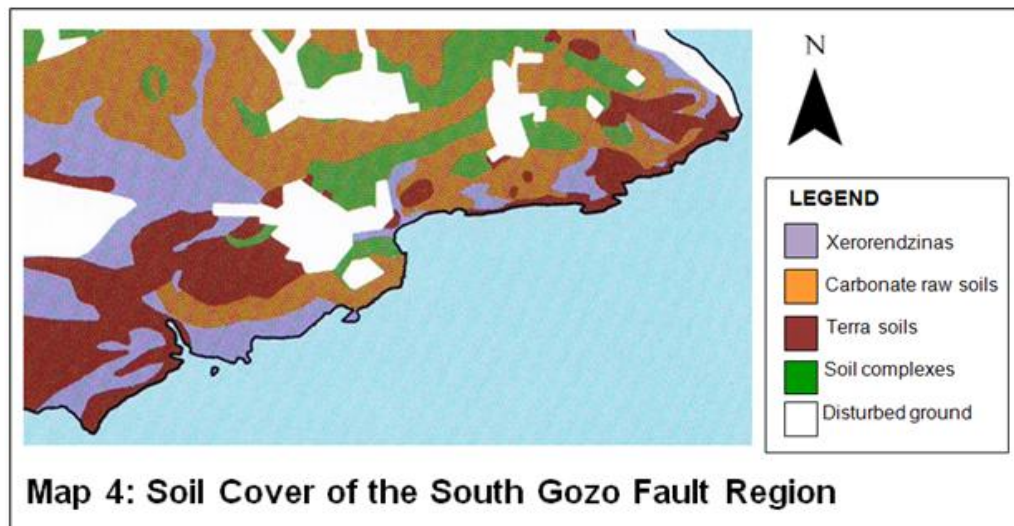 N
LEGEND
Xerorendzinas
Carbonate raw soils
Terra soils
Soil complexes
Disturbed ground
Map 4: Soil Cover of the South Gozo Fault Region